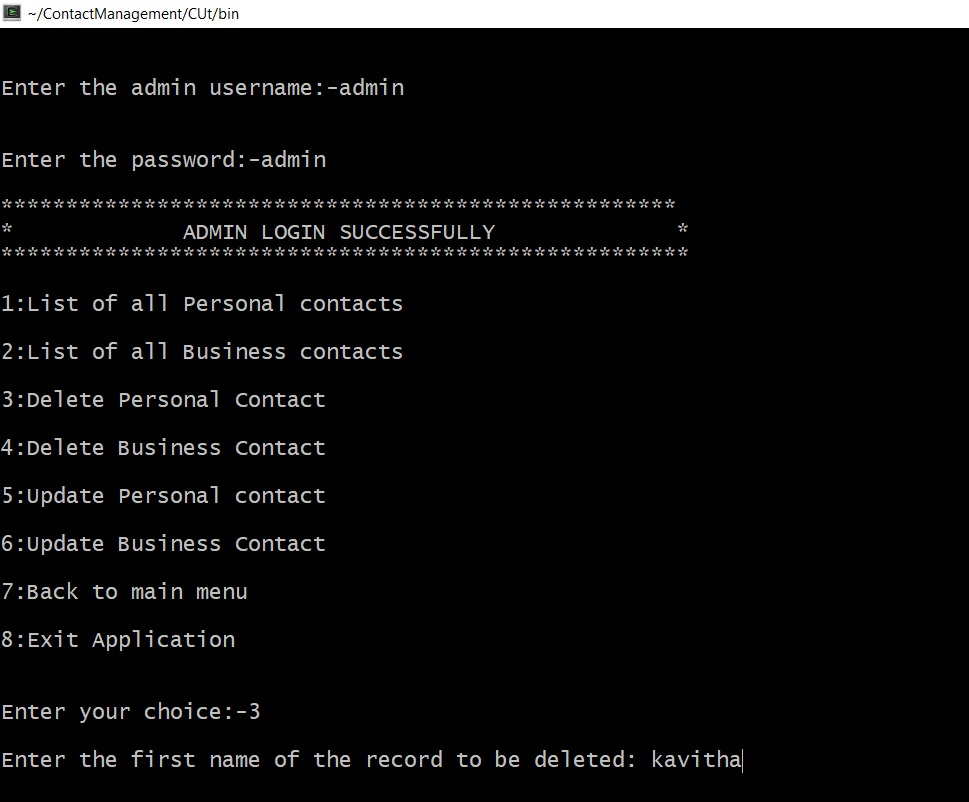 ~/ContactManagement/CUt/bin
Enter the admin username:-admin
Enter the password:-admin
****************************************************
* ADMIN LOGIN SUCCESSFULLY *
*****************************************************
1:List of all Personal contacts
2:List of all Business contacts
3:Delete Personal Contact
4:Delete Business Contact
5:Update Personal contact
6:Update Business Contact
7:Back to main menu
8:Exit Application
Enter your choice:-3
Enter the first name of the record to be deleted: kavitha